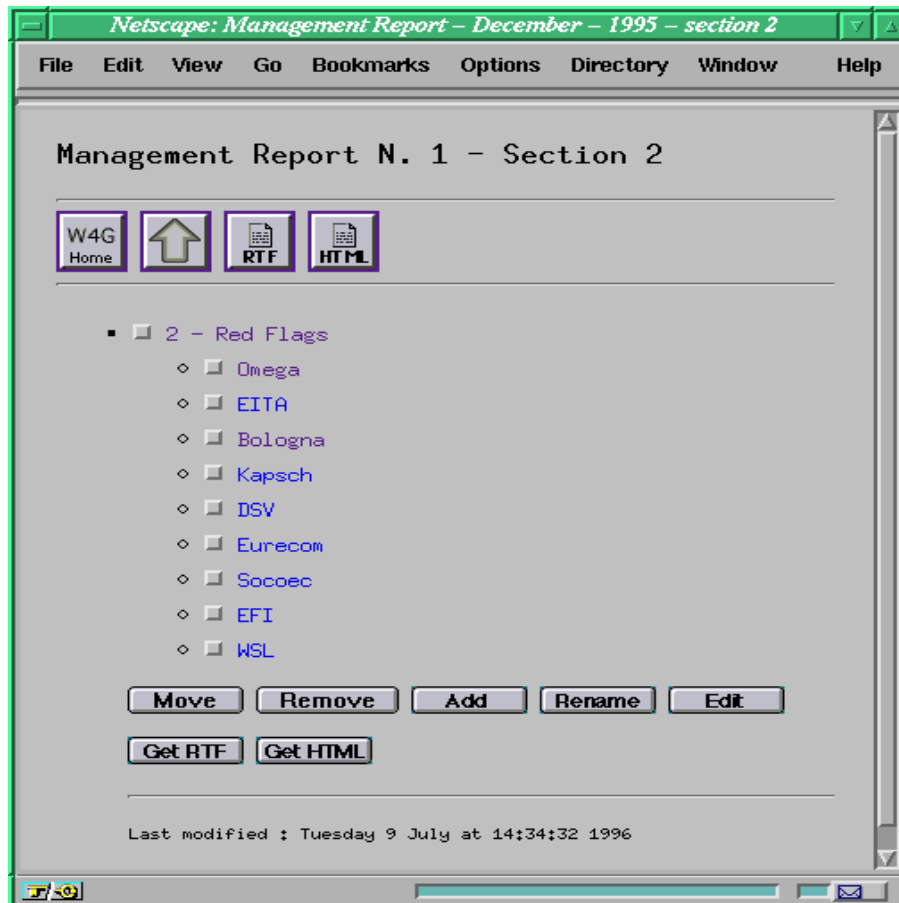 Netscape: Management Report – December – 1995 – section 2
File Edit View Go Bookmarks Options Directory Window Help
Management Report N. 1 - Section 2
W4G Home RTF HTML
2 - Red Flags
Omega
EITA
Bologna
Kapsch
DSV
Eurecom
Socoec
EFI
WSL
Move Remove Add Rename Edit
Get RTF Get HTML
Last modified : Tuesday 9 July at 14:34:32 1996